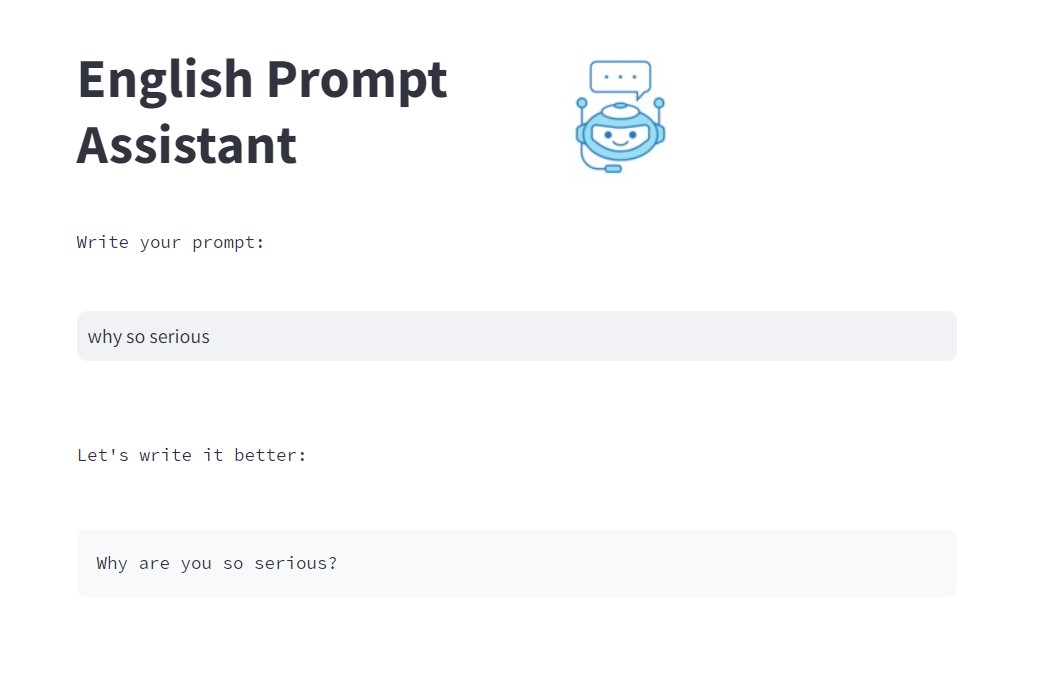 English Prompt
Assistant
Write your prompt:
why so serious
Let's write it better:
Why are you so serious?